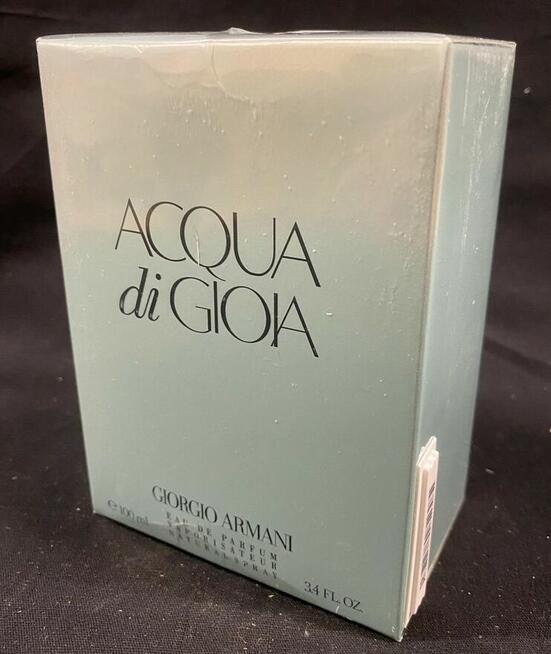 ACQUA
di GIOIA
GIORGIO ARMANI
EAU DE PARFUM
VAPORISATEUR
NATURAL SPRAY
e 100 ml
3.4 FL. OZ.